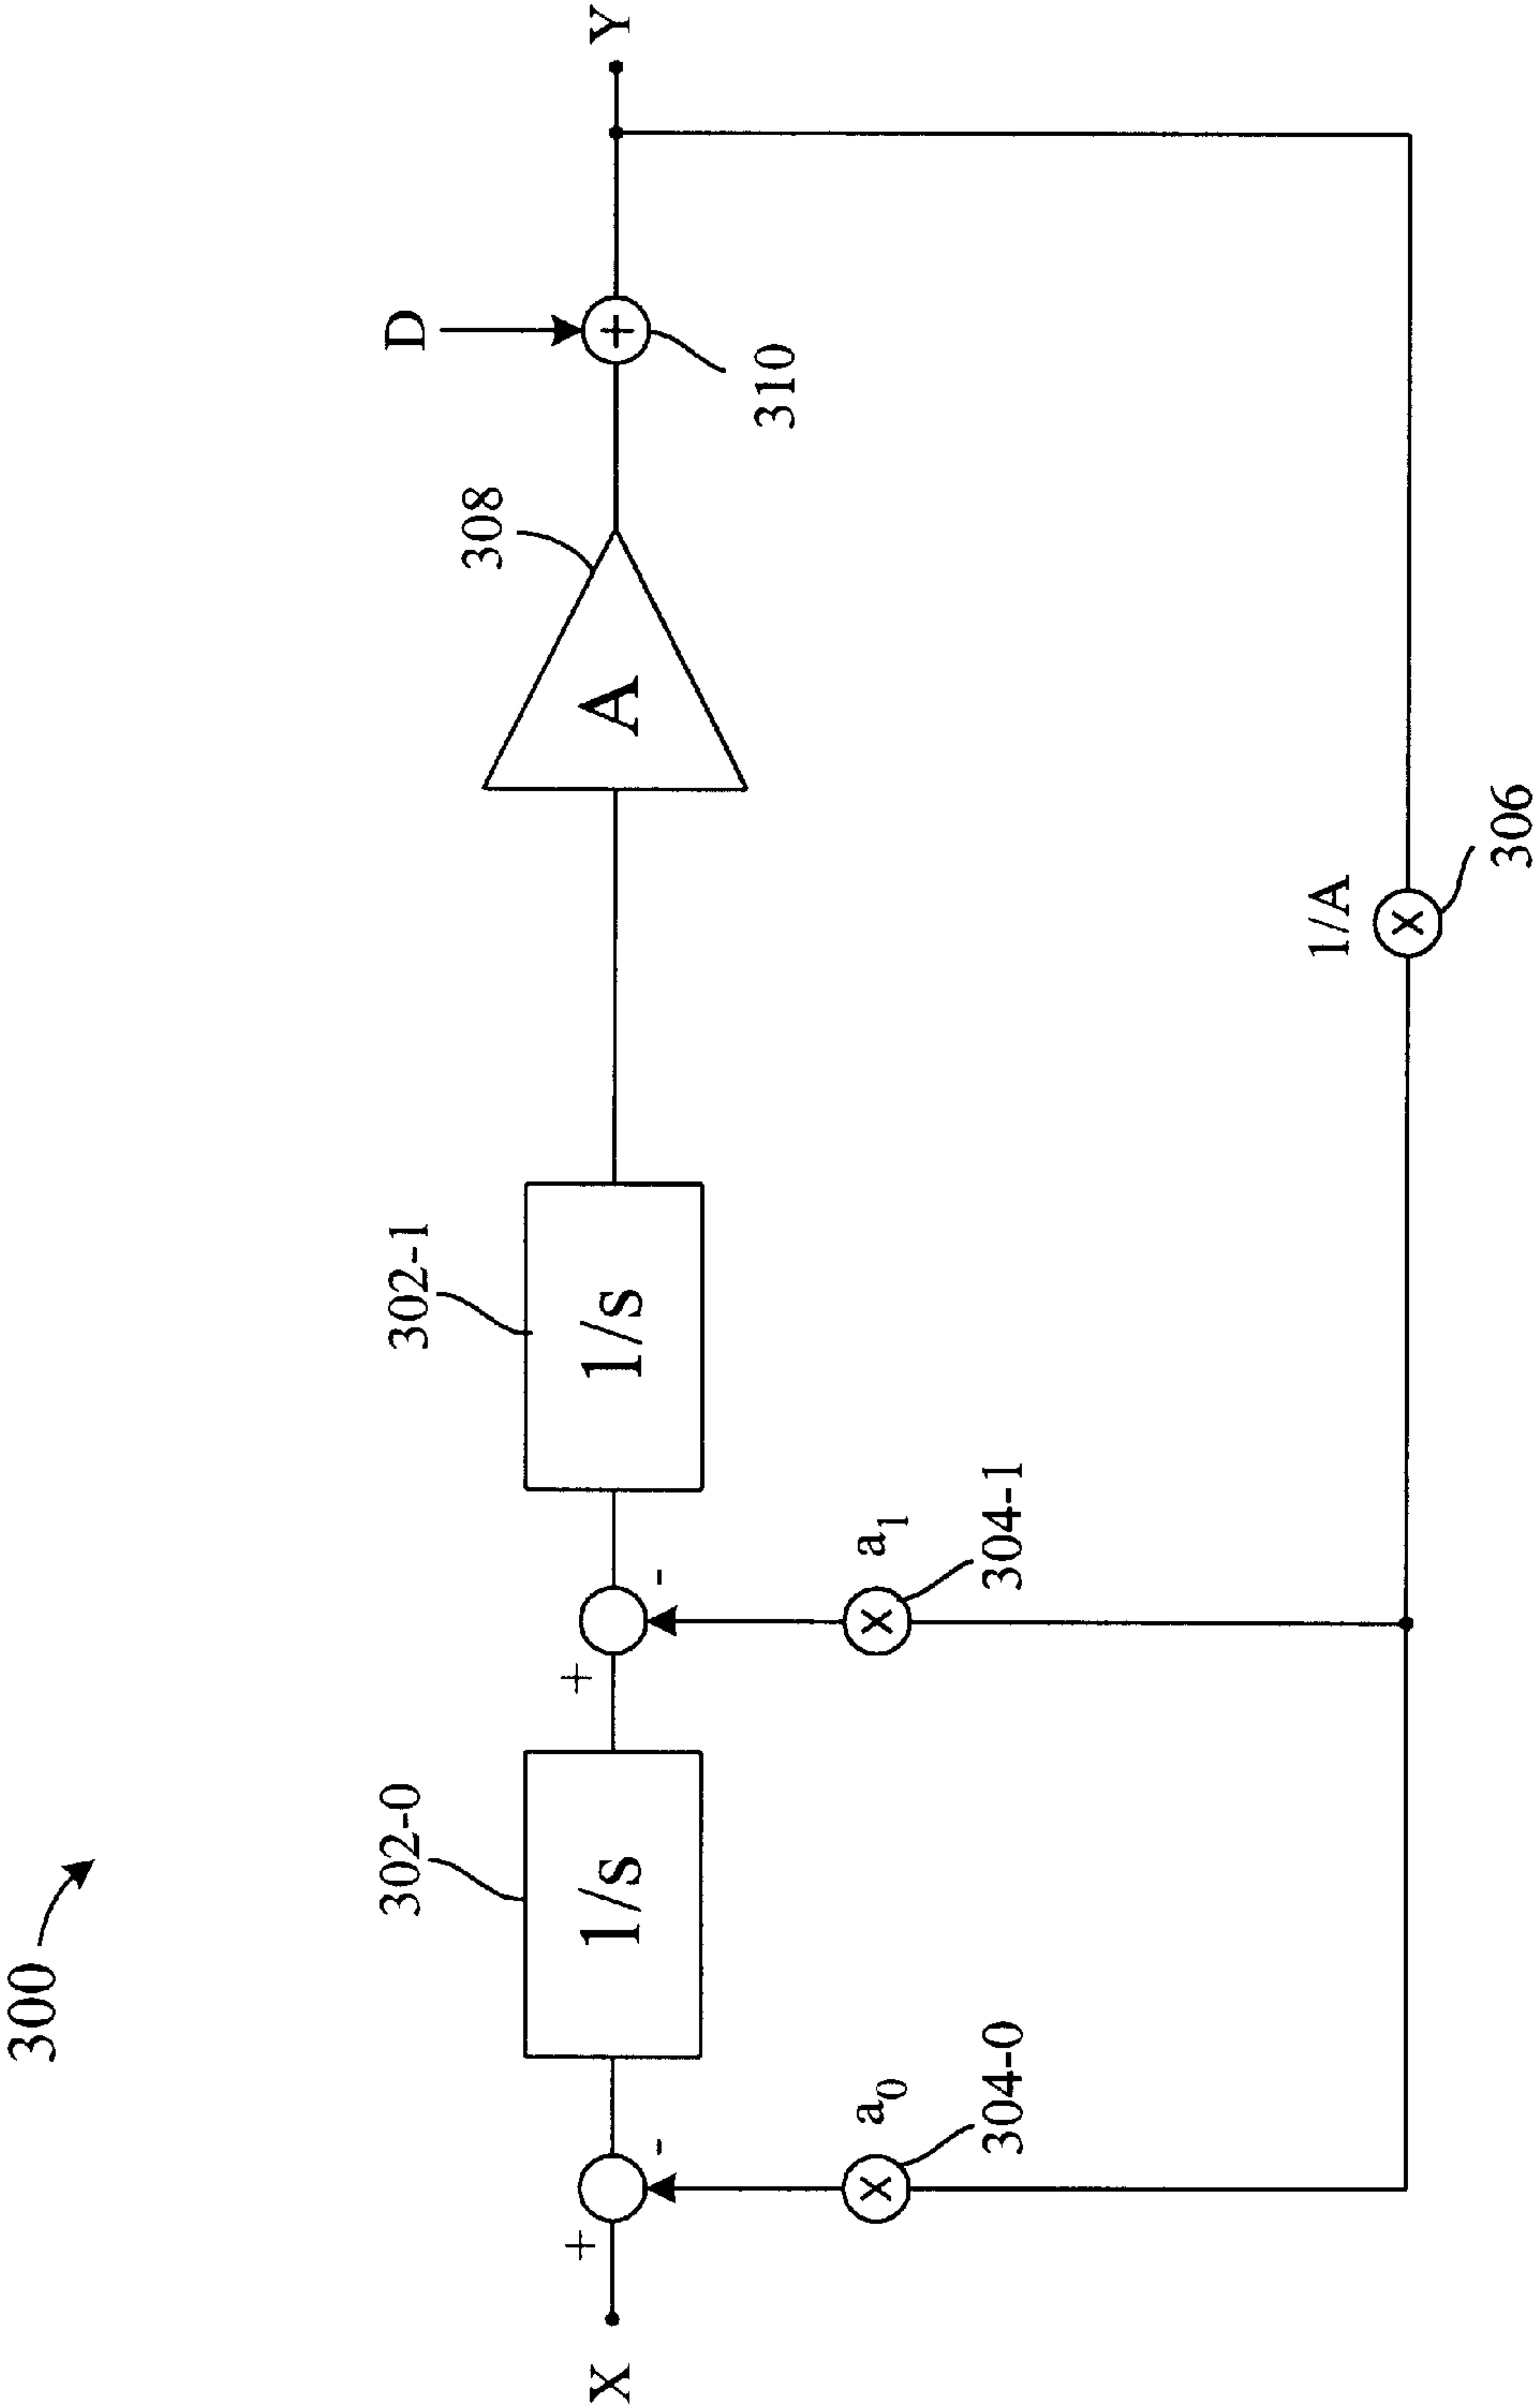 300
302-0
302-1
308
D
X
+
-
1/s
+
-
1/s
A
+
Y
310
a0
x
304-0
a1
x
304-1
1/A
x
306